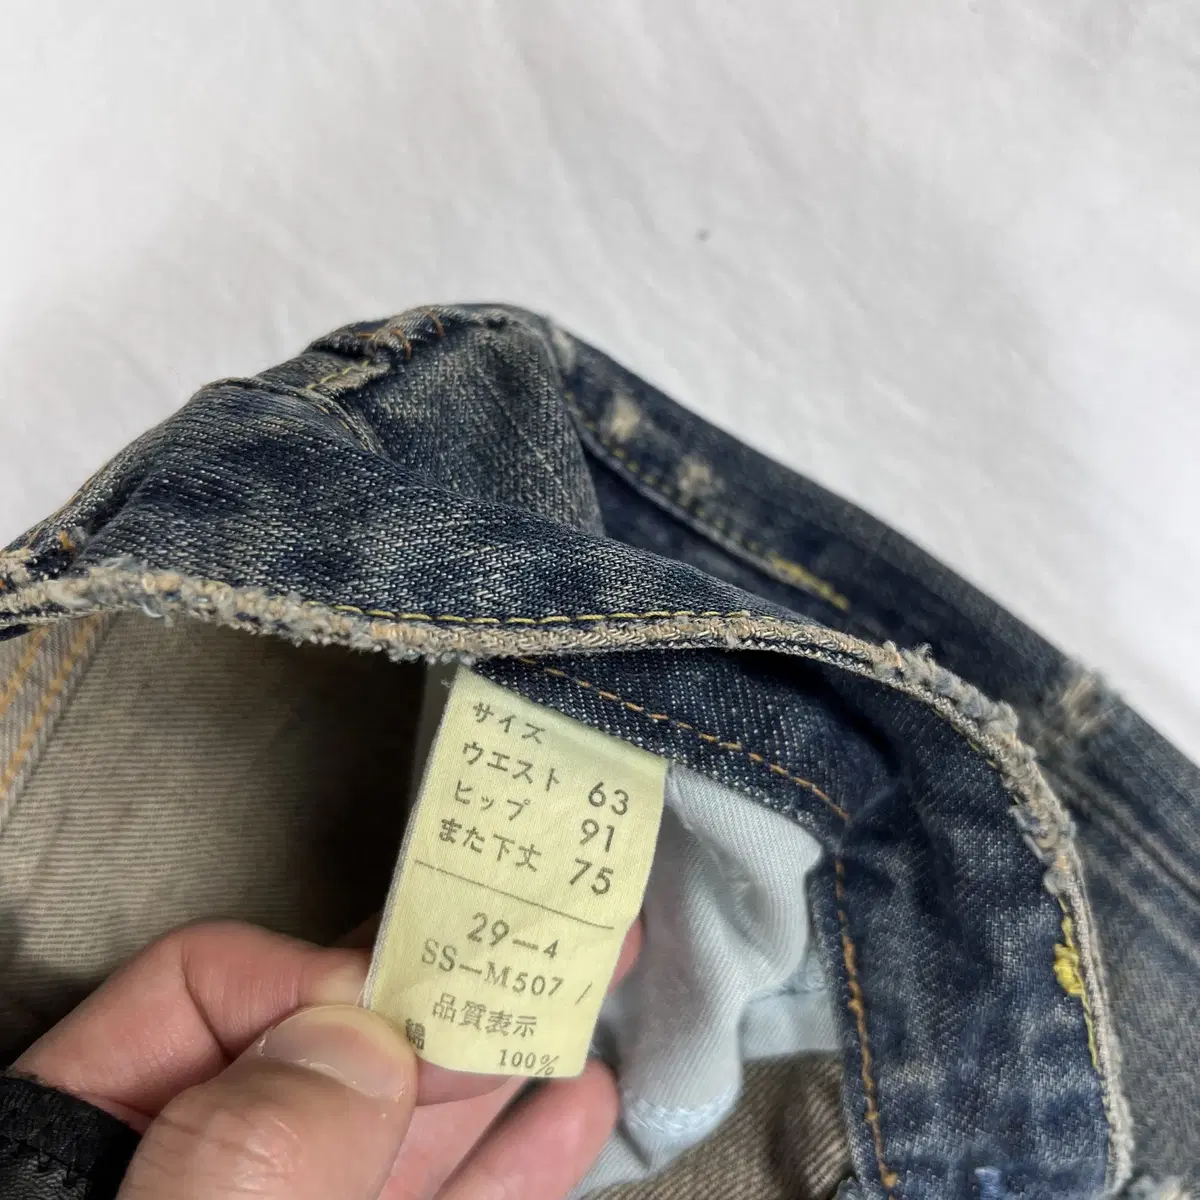 サイズ
ウエスト 63
ヒップ 91
また下丈 75
29-4
SS-M507 /
品質表示
綿 100%